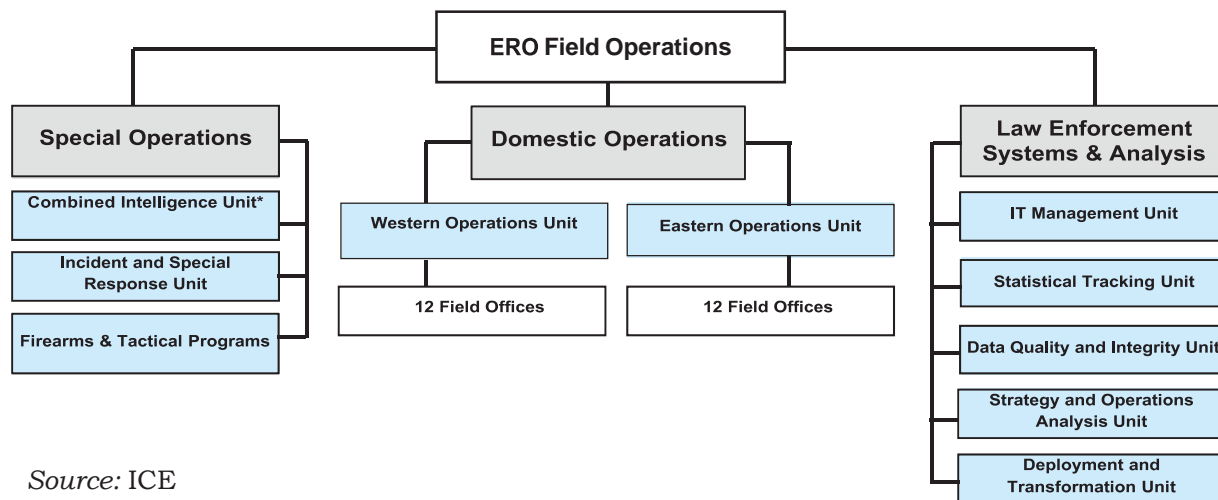 ERO Field Operations
Special Operations
Combined Intelligence Unit*
Incident and Special
Response Unit
Firearms & Tactical Programs
Domestic Operations
Western Operations Unit
12 Field Offices
Eastern Operations Unit
12 Field Offices
Law Enforcement
Systems & Analysis
IT Management Unit
Statistical Tracking Unit
Data Quality and Integrity Unit
Strategy and Operations
Analysis Unit
Deployment and
Transformation Unit
Source: ICE